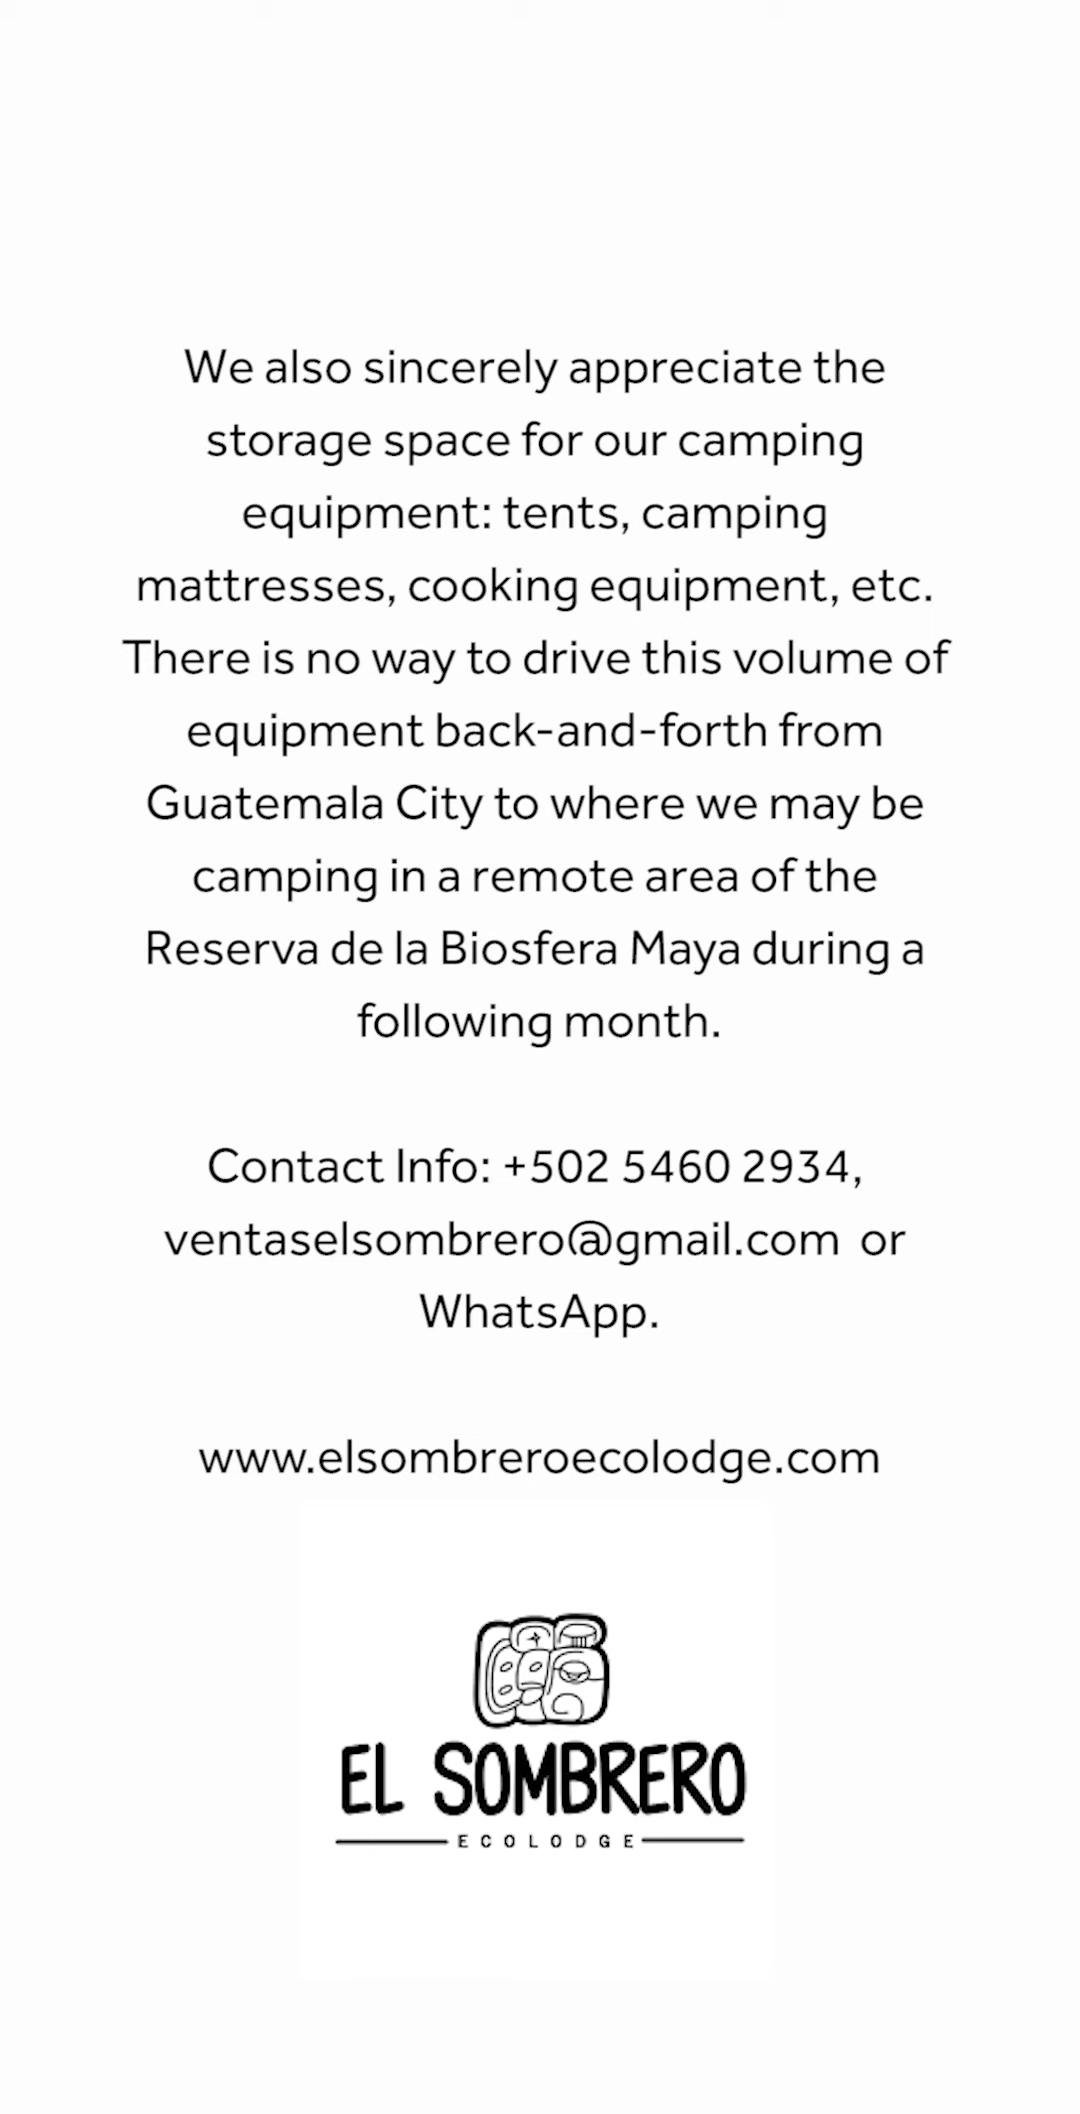 We also sincerely appreciate the
storage space for our camping
equipment: tents, camping
mattresses, cooking equipment, etc.
There is no way to drive this volume of
equipment back-and-forth from
Guatemala City to where we may be
camping in a remote area of the
Reserva de la Biosfera Maya during a
following month.
Contact Info: +502 5460 2934,
ventaselsombrero@gmail.com or
WhatsApp.
www.elsombreroecolodge.com
EL SOMBRERO
ECOLODGE